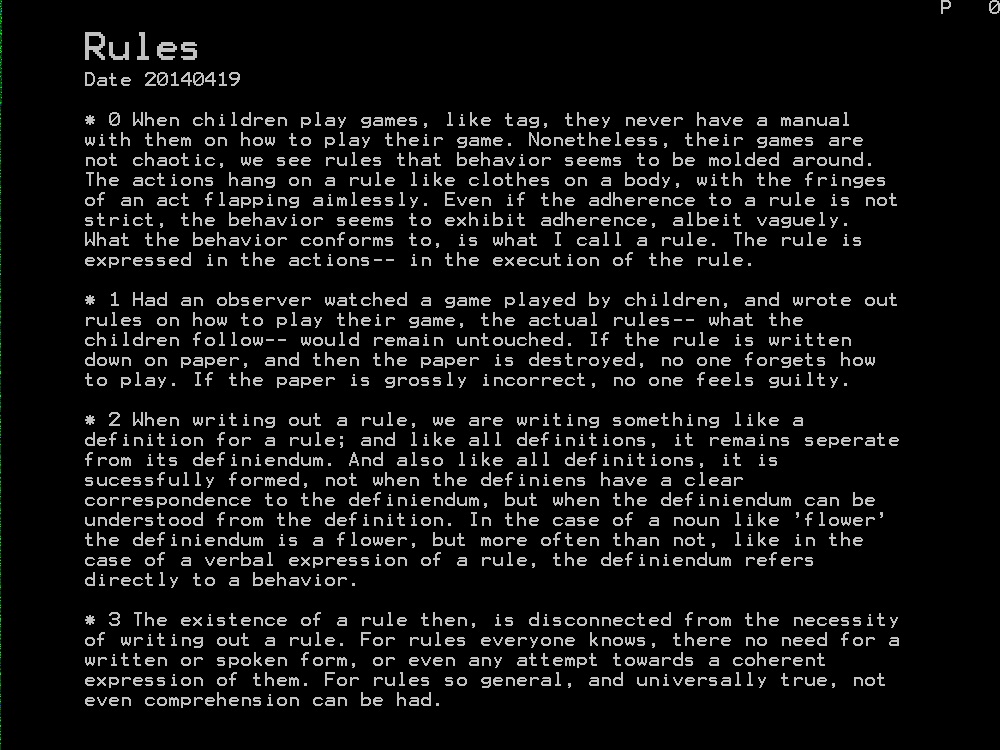 P 0
Rules
Date 20140419
* 0 When children play games, like tag, they never have a manual
with them on how to play their game. Nonetheless, their games are
not chaotic, we see rules that behavior seems to be molded around.
The actions hang on a rule like clothes on a body, with the fringes
of an act flapping aimlessly. Even if the adherence to a rule is not
strict, the behavior seems to exhibit adherence, albeit vaguely.
What the behavior conforms to, is what I call a rule. The rule is
expressed in the actions-- in the execution of the rule.
* 1 Had an observer watched a game played by children, and wrote out
rules on how to play their game, the actual rules-- what the
children follow-- would remain untouched. If the rule is written
down on paper, and then the paper is destroyed, no one forgets how
to play. If the paper is grossly incorrect, no one feels guilty.
* 2 When writing out a rule, we are writing something like a
definition for a rule; and like all definitions, it remains seperate
from its definiendum. And also like all definitions, it is
sucessfully formed, not when the definiens have a clear
correspondence to the definiendum, but when the definiendum can be
understood from the definition. In the case of a noun like 'flower'
the definiendum is a flower, but more often than not, like in the
case of a verbal expression of a rule, the definiendum refers
directly to a behavior.
* 3 The existence of a rule then, is disconnected from the necessity
of writing out a rule. For rules everyone knows, there no need for a
written or spoken form, or even any attempt towards a coherent
expression of them. For rules so general, and universally true, not
even comprehension can be had.